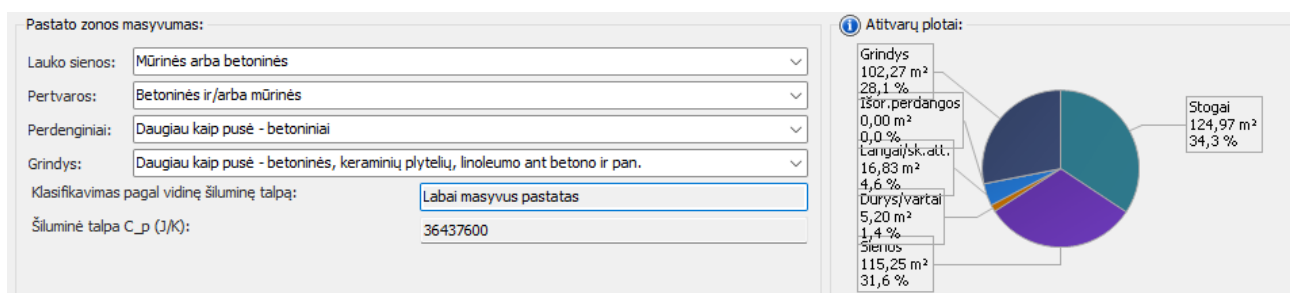 Pastato zonos masyvumas:
Lauko sienos: Mūrinės arba betoninės
Pertvaros: Betoninės ir/arba mūrinės
Perdenginiai: Daugiau kaip pusė - betoniniai
Grindys: Daugiau kaip pusė - betoninės, keraminių plytelių, linoleumo ant betono ir pan.
Klasifikavimas pagal vidinę šiluminę talpą: Labai masyvus pastatas
Šiluminė talpa C_p (J/K): 36437600
Atitvarų plotai:
Grindys
102,27 m²
28,1 %
Išor.perdangos
0,00 m²
0,0 %
Langai/sk.att.
16,83 m²
4,6 %
Durys/vartai
5,20 m²
1,4 %
Sienos
115,25 m²
31,6 %
Stogai
124,97 m²
34,3 %